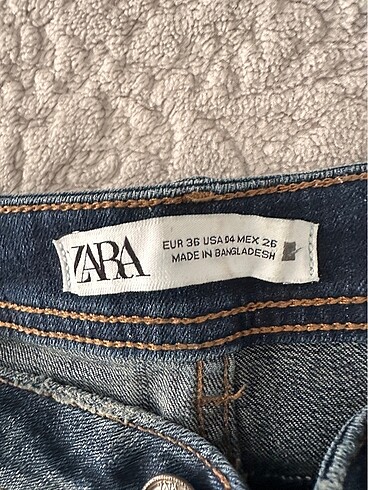 ZARA
EUR 36 USA 04 MEX 26
MADE IN BANGLADESH